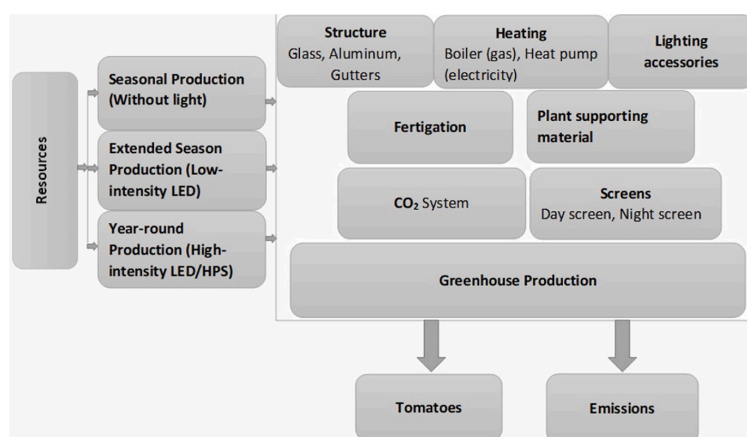 Resources
Seasonal Production
(Without light)
Extended Season
Production (Low-
intensity LED)
Year-round
Production (High-
intensity LED/HPS)
Structure
Glass, Aluminum,
Gutters
Heating
Boiler (gas), Heat pump
(electricity)
Lighting
accessories
Fertigation
Plant supporting
material
CO₂ System
Screens
Day screen, Night screen
Greenhouse Production
Tomatoes
Emissions